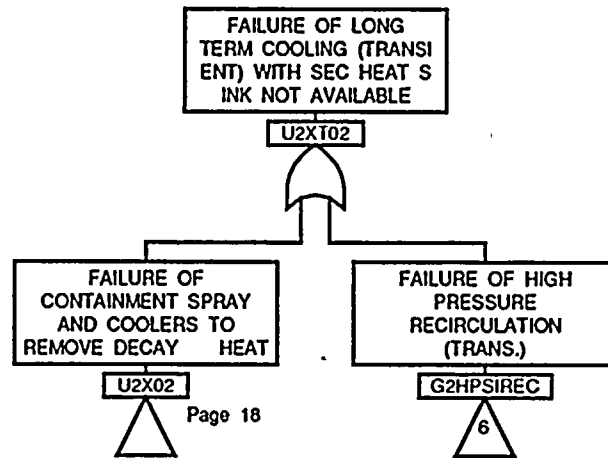 FAILURE OF LONG
TERM COOLING (TRANSI
ENT) WITH SEC HEAT S
INK NOT AVAILABLE
U2XT02
FAILURE OF
CONTAINMENT SPRAY
AND COOLERS TO
REMOVE DECAY HEAT
U2X02
Page 18
FAILURE OF HIGH
PRESSURE
RECIRCULATION
(TRANS.)
G2HPSIREC
6